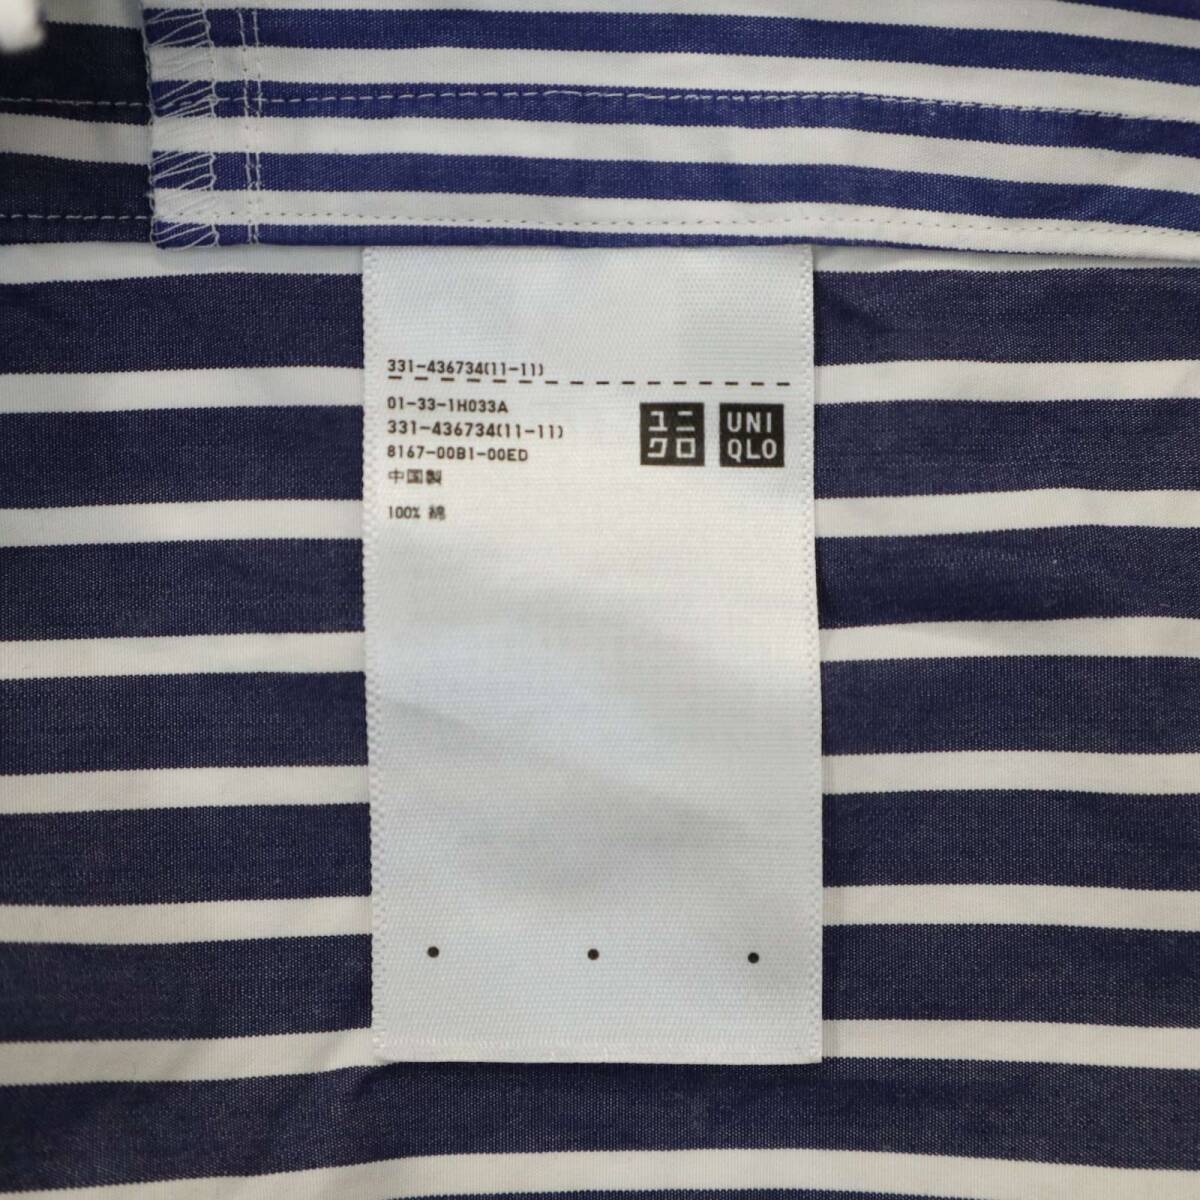 331-436734(11-11)
01-33-1H033A
331-436734(11-11)
8167-00B1-00ED
中国製
100% 綿
ユニ
クロ
UNI
QLO